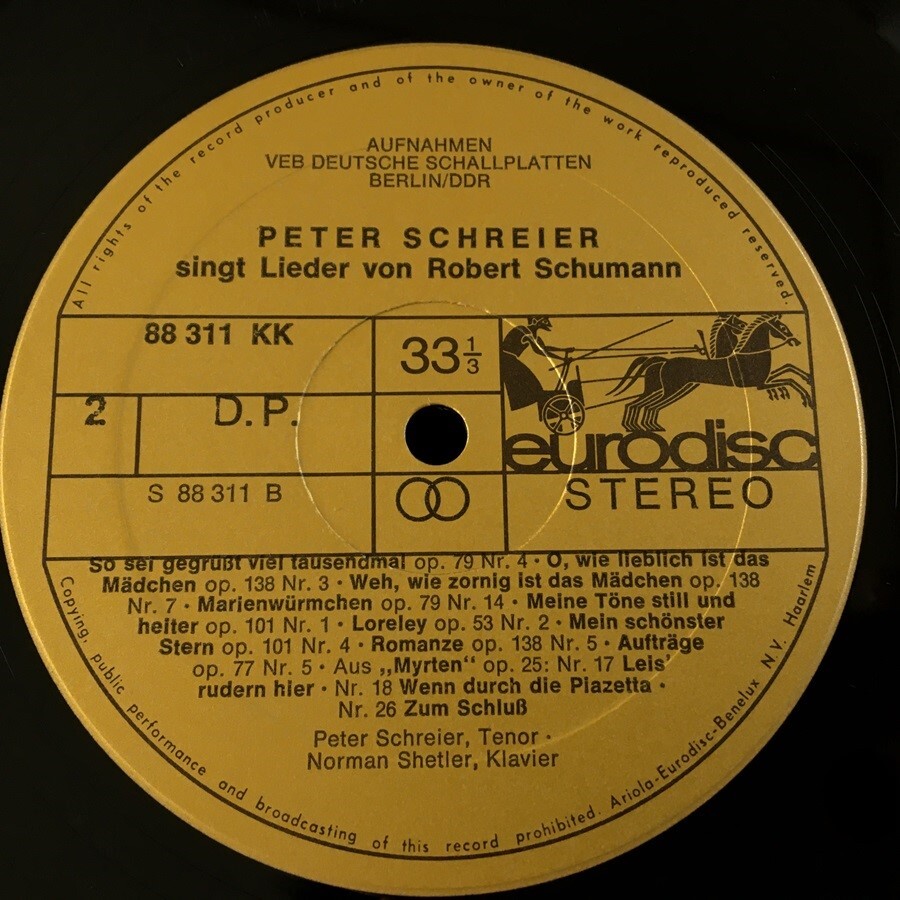 All rights of the record producer and of the owner of the work reproduced reserved.
AUFNAHMEN
VEB DEUTSCHE SCHALLPLATTEN
BERLIN/DDR
PETER SCHREIER
singt Lieder von Robert Schumann
88 311 KK
33 1/3
2
D.P.
eurodisc
S 88 311 B
STEREO
So sei gegrüßt viel tausendmal op. 79 Nr. 4 · O, wie lieblich ist das
Mädchen op. 138 Nr. 3 · Weh, wie zornig ist das Mädchen op. 138
Nr. 7 · Marienwürmchen op. 79 Nr. 14 · Meine Töne still und
heiter op. 101 Nr. 1 · Loreley op. 53 Nr. 2 · Mein schönster
Stern op. 101 Nr. 4 · Romanze op. 138 Nr. 5 · Aufträge
op. 77 Nr. 5 · Aus „Myrten“ op. 25: Nr. 17 Leis’
rudern hier · Nr. 18 Wenn durch die Piazetta ·
Nr. 26 Zum Schluß
Peter Schreier, Tenor ·
Norman Shetler, Klavier
Copying, public performance and broadcasting of this record prohibited. Ariola-Eurodisc-Benelux N.V. Haarlem